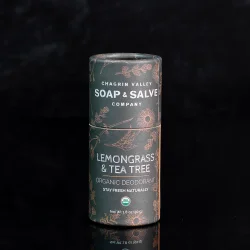 CHAGRIN VALLEY
SOAP & SALVE
COMPANY
LEMONGRASS
& TEA TREE
ORGANIC DEODORANT
STAY FRESH NATURALLY